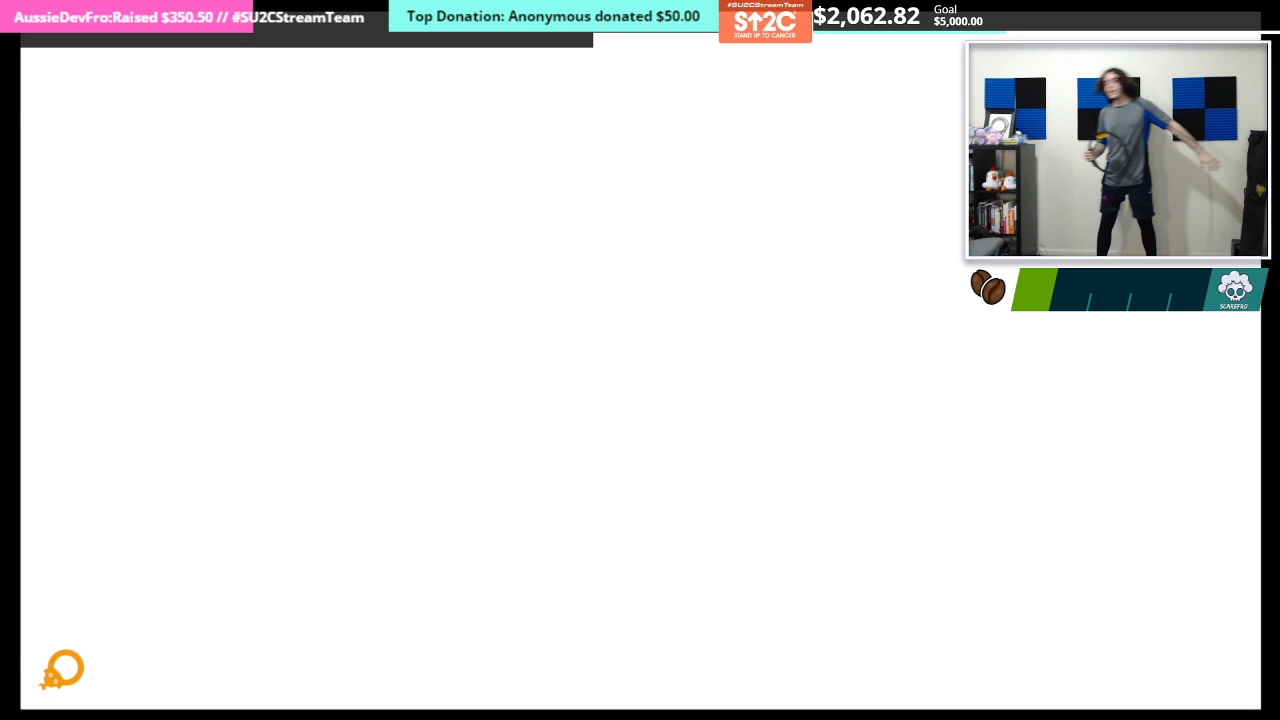 AussieDevFro:Raised $350.50 // #SU2CStreamTeam
Top Donation: Anonymous donated $50.00
#SU2CStreamTeam
SU2C
STAND UP TO CANCER
$2,062.82
Goal
$5,000.00
SCARSFRO